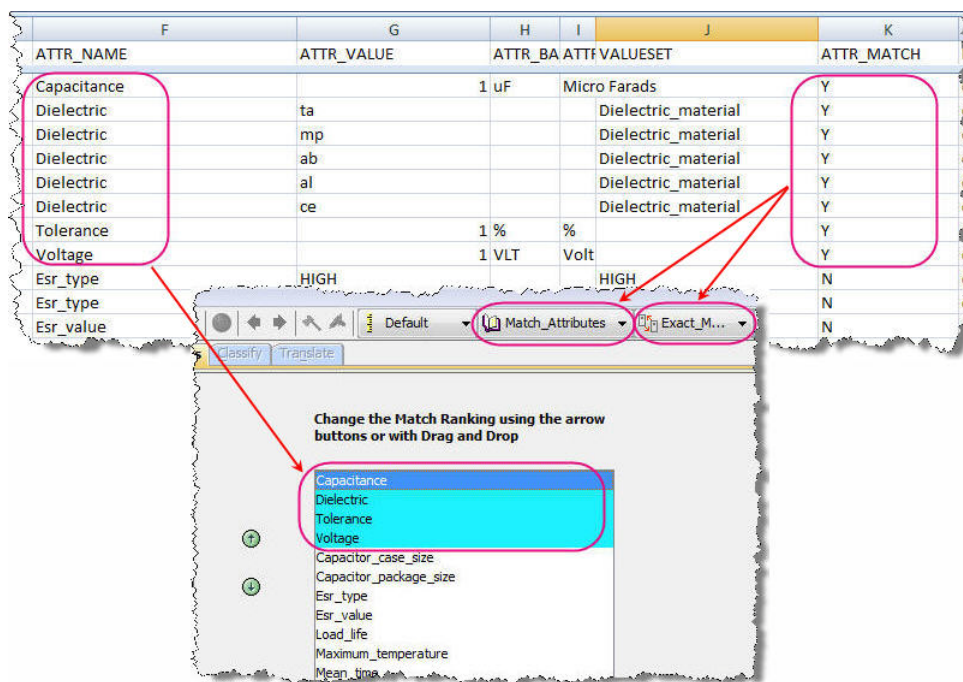 F G H I J K
ATTR_NAME ATTR_VALUE ATTR_BA ATTF VALUESET ATTR_MATCH
Capacitance 1 uF Micro Farads Y
Dielectric ta Dielectric_material Y
Dielectric mp Dielectric_material Y
Dielectric ab Dielectric_material Y
Dielectric al Dielectric_material Y
Dielectric ce Dielectric_material Y
Tolerance 1 % % Y
Voltage 1 VLT Volt Y
Esr_type HIGH HIGH N
Esr_type N
Esr_value N
Default Match_Attributes Exact_M...
Classify Translate
Change the Match Ranking using the arrow
buttons or with Drag and Drop
Capacitance
Dielectric
Tolerance
Voltage
Capacitor_case_size
Capacitor_package_size
Esr_type
Esr_value
Load_life
Maximum_temperature
Mean_time